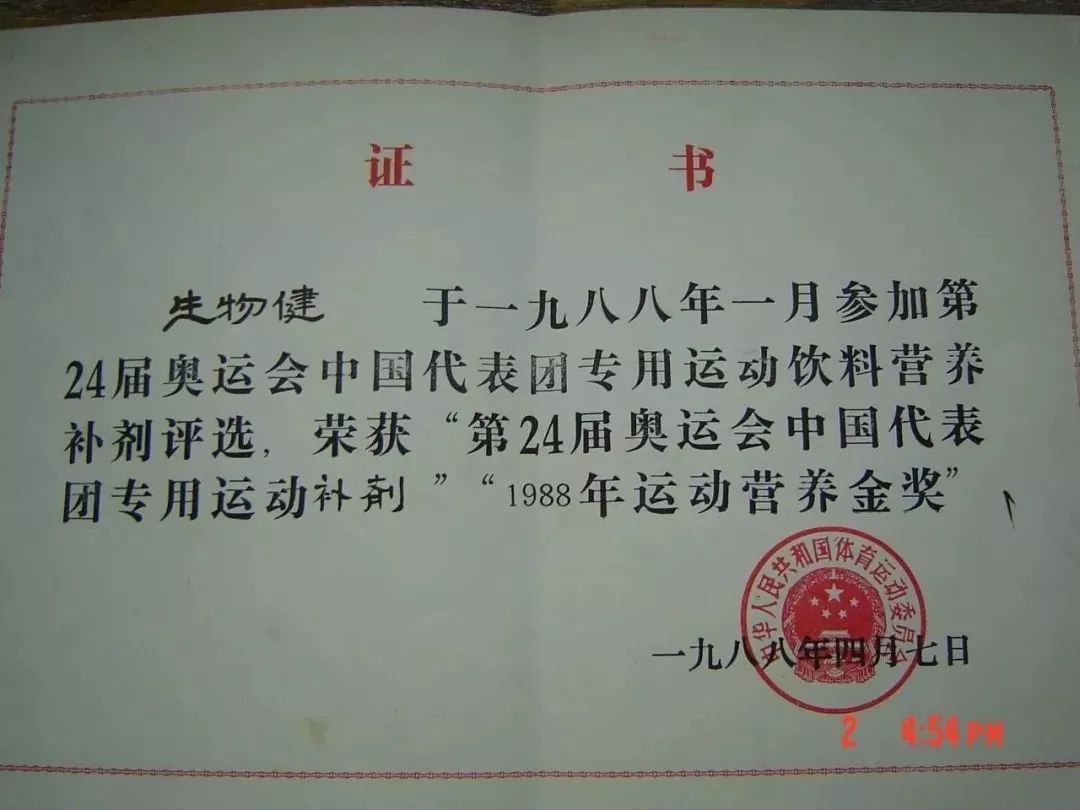 证 书
生物健 于一九八八年一月参加第
24届奥运会中国代表团专用运动饮料营养
补剂评选，荣获“第24届奥运会中国代表
团专用运动补剂”“1988年运动营养金奖”
中华人民共和国体育运动委员会
一九八八年四月七日
2 4:54 PM